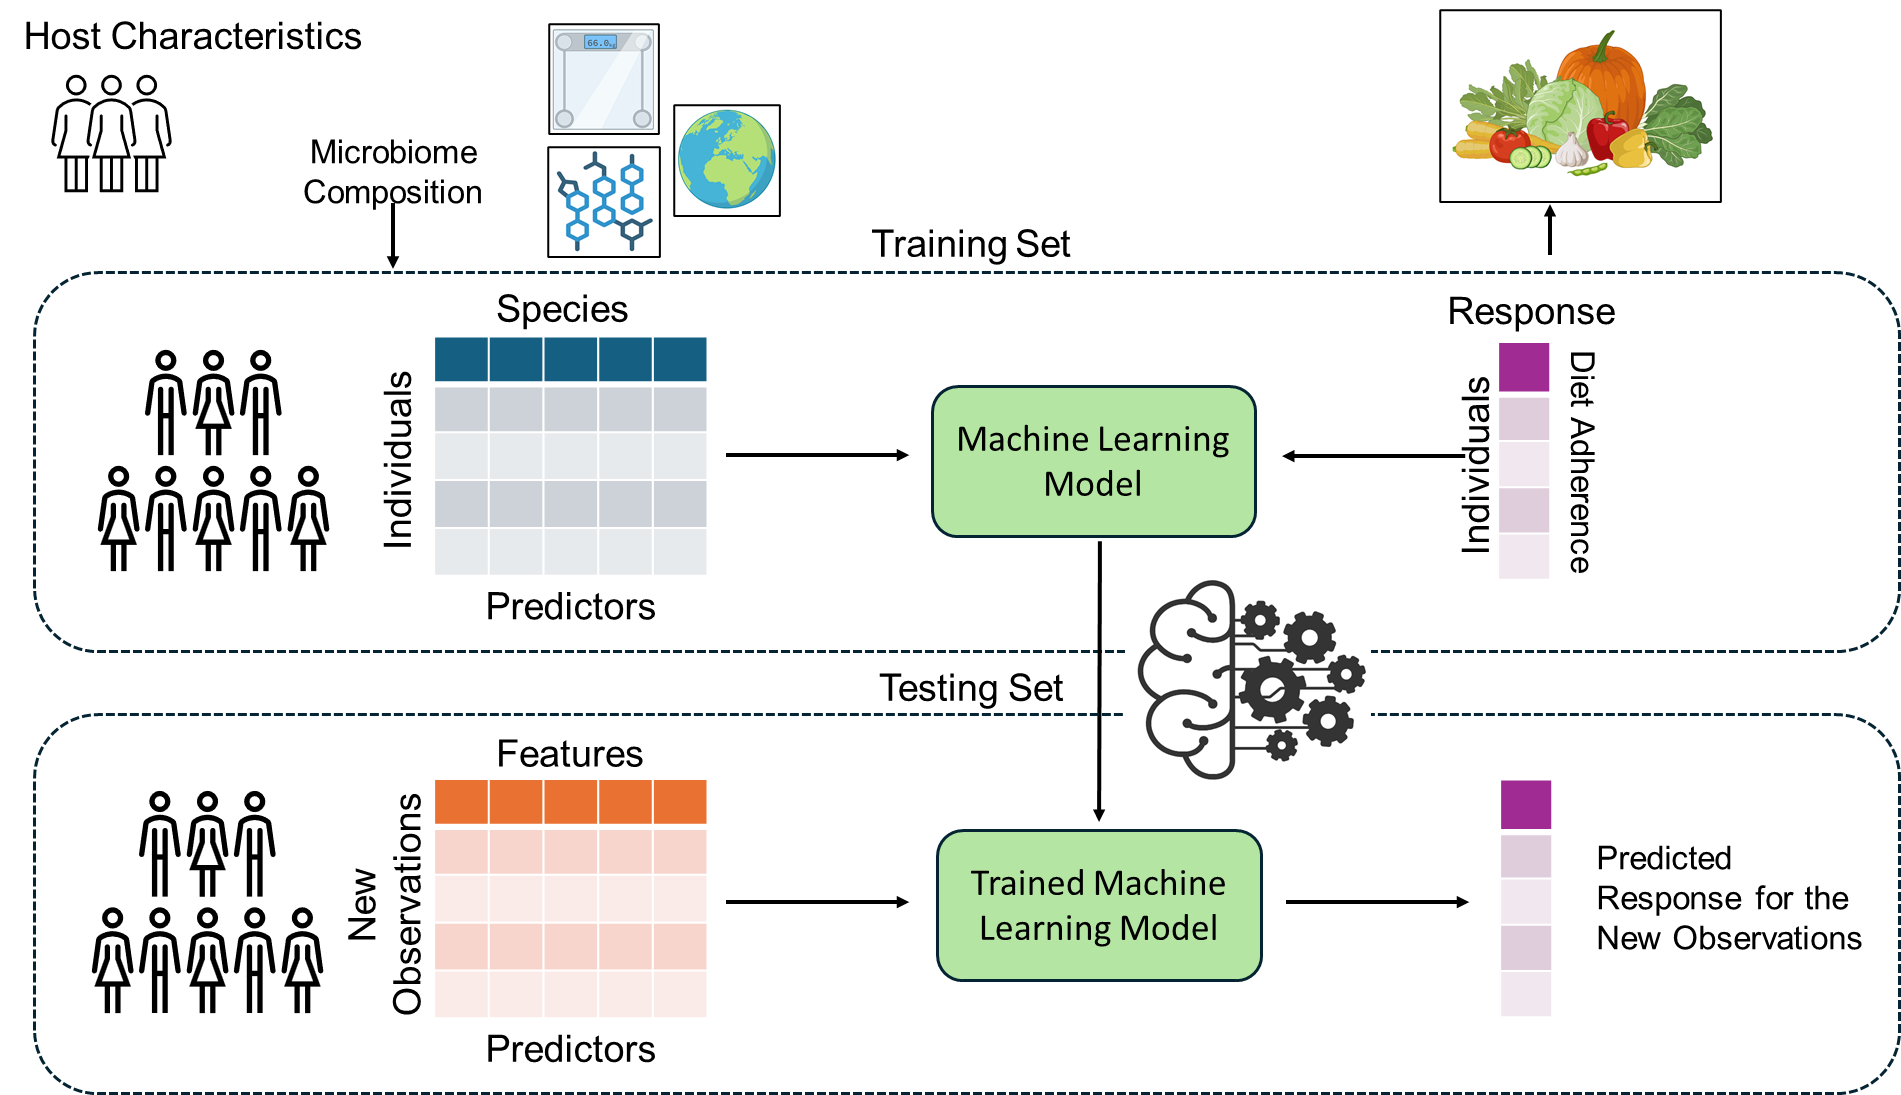 Host Characteristics
66.0
Microbiome
Composition
Training Set
Species
Individuals
Predictors
Machine Learning
Model
Response
Individuals
Diet Adherence
Testing Set
Features
New
Observations
Predictors
Trained Machine
Learning Model
Predicted
Response for the
New Observations